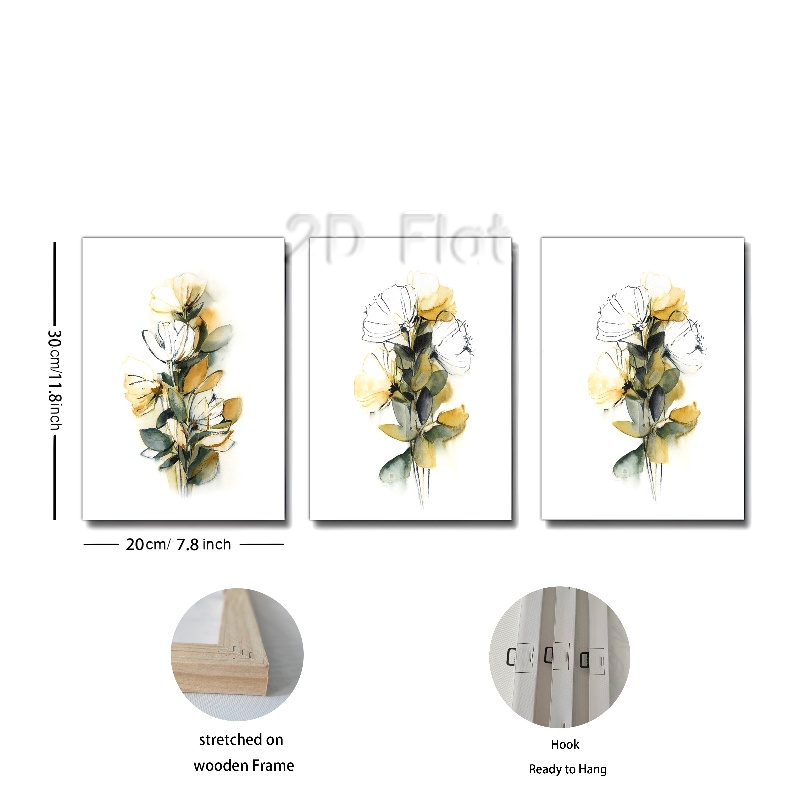 2D Flat
30cm/11.8inch
20cm/ 7.8 inch
stretched on
wooden Frame
Hook
Ready to Hang